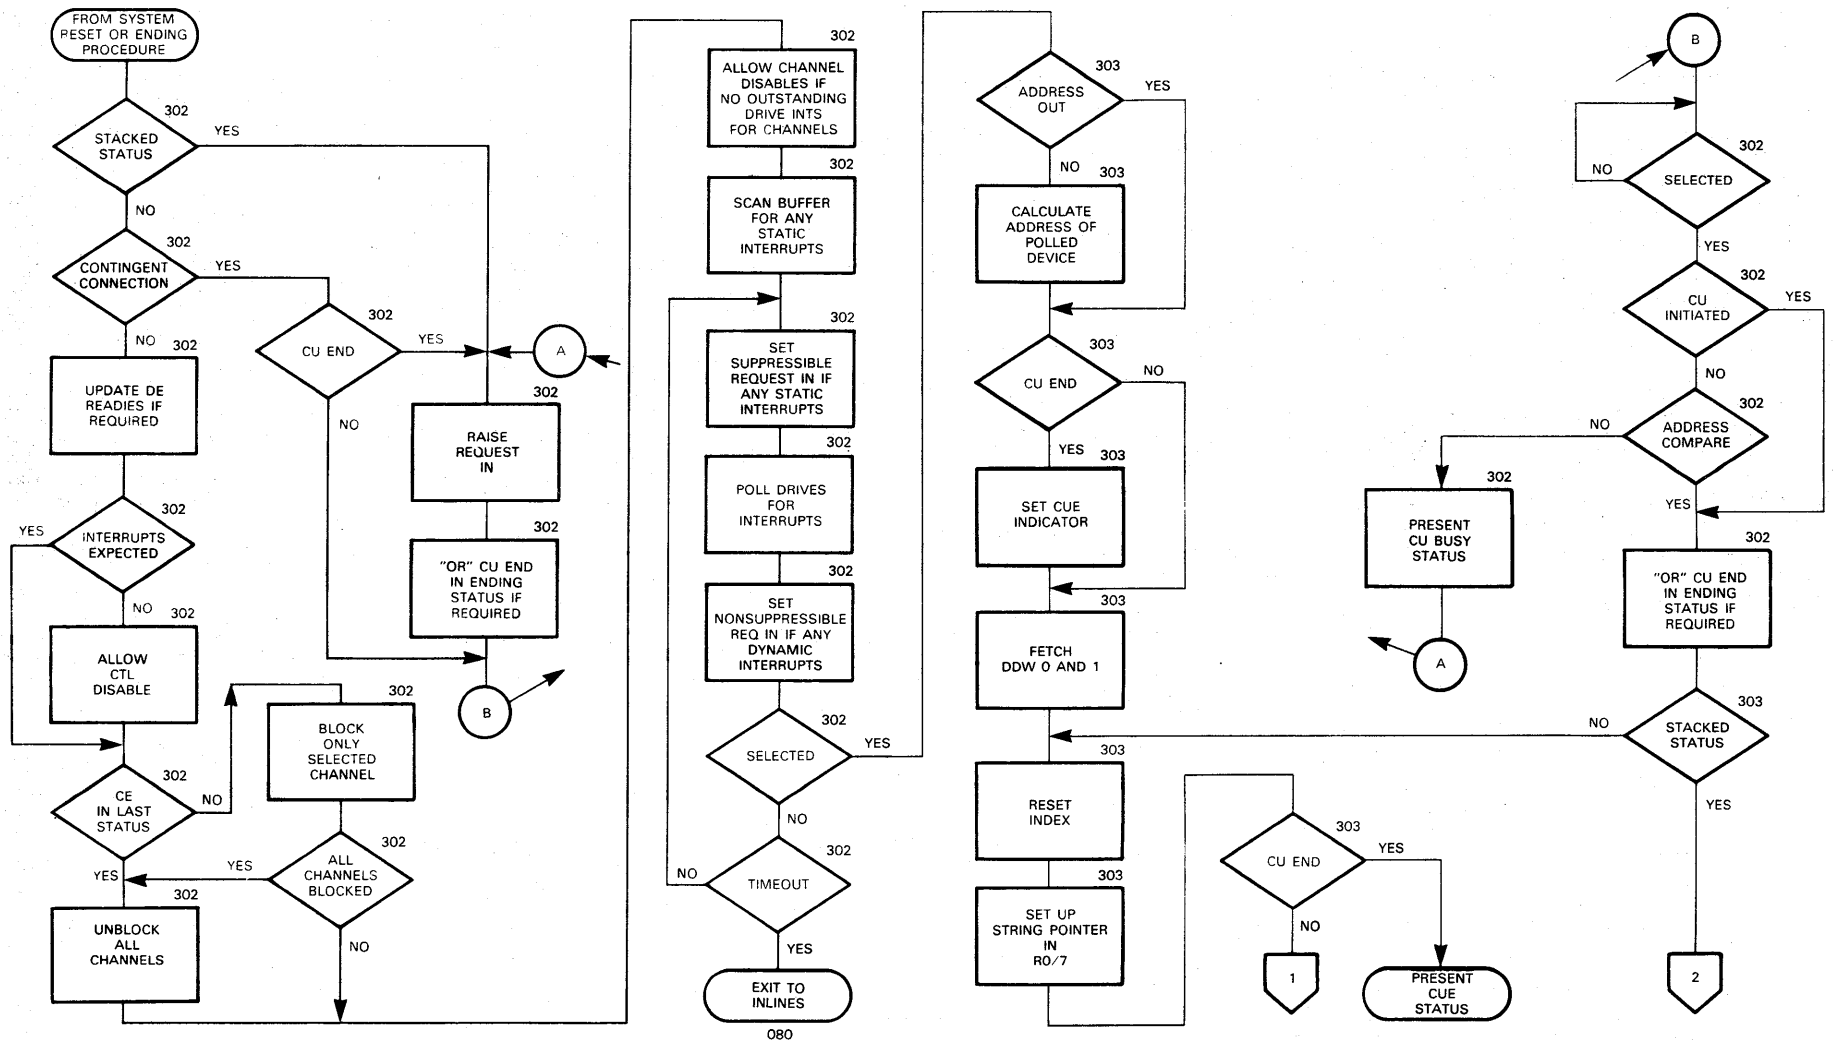 FROM SYSTEM
RESET OR ENDING
PROCEDURE
302
STACKED
STATUS
YES
NO
302
CONTINGENT
CONNECTION
YES
NO
302
UPDATE DE
READIES IF
REQUIRED
302
INTERRUPTS
EXPECTED
YES
NO
302
ALLOW
CTL
DISABLE
302
CE
IN LAST
STATUS
NO
YES
302
UNBLOCK
ALL
CHANNELS
302
CU END
YES
NO
A
302
RAISE
REQUEST
IN
302
"OR" CU END
IN ENDING
STATUS IF
REQUIRED
B
302
BLOCK
ONLY
SELECTED
CHANNEL
302
ALL
CHANNELS
BLOCKED
YES
NO
302
ALLOW CHANNEL
DISABLES IF
NO OUTSTANDING
DRIVE INTS
FOR CHANNELS
302
SCAN BUFFER
FOR ANY
STATIC
INTERRUPTS
302
SET
SUPPRESSIBLE
REQUEST IN IF
ANY STATIC
INTERRUPTS
302
POLL DRIVES
FOR
INTERRUPTS
302
SET
NONSUPPRESSIBLE
REQ IN IF ANY
DYNAMIC
INTERRUPTS
302
SELECTED
YES
NO
302
TIMEOUT
NO
YES
EXIT TO
INLINES
080
303
ADDRESS
OUT
YES
NO
303
CALCULATE
ADDRESS OF
POLLED
DEVICE
303
CU END
NO
YES
303
SET CUE
INDICATOR
303
FETCH
DDW 0 AND 1
303
RESET
INDEX
303
SET UP
STRING POINTER
IN
R0/7
303
CU END
YES
NO
1
PRESENT
CUE
STATUS
B
302
SELECTED
NO
YES
302
CU
INITIATED
YES
NO
302
ADDRESS
COMPARE
NO
YES
302
PRESENT
CU BUSY
STATUS
A
302
"OR" CU END
IN ENDING
STATUS IF
REQUIRED
303
STACKED
STATUS
NO
YES
2